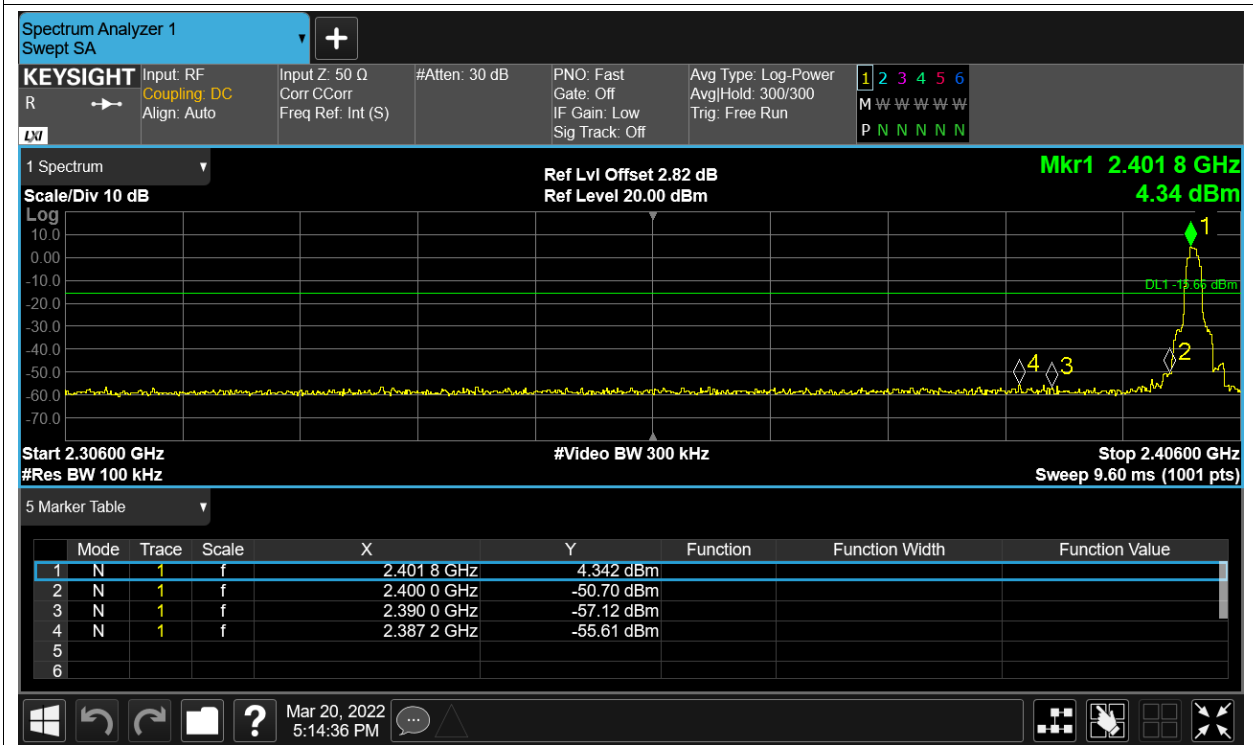 Spectrum Analyzer 1
Swept SA
KEYSIGHT
R
LXI
Input: RF
Coupling: DC
Align: Auto
Input Z: 50 Ω
Corr CCorr
Freq Ref: Int (S)
#Atten: 30 dB
PNO: Fast
Gate: Off
IF Gain: Low
Sig Track: Off
Avg Type: Log-Power
Avg|Hold: 300/300
Trig: Free Run
1 2 3 4 5 6
M W W W W W
P N N N N N
1 Spectrum
Scale/Div 10 dB
Ref Lvl Offset 2.82 dB
Ref Level 20.00 dBm
Mkr1 2.401 8 GHz
4.34 dBm
Log
10.0
0.00
-10.0
-20.0
-30.0
-40.0
-50.0
-60.0
-70.0
1
DL1 -15.66 dBm
4 3 2
Start 2.30600 GHz
#Res BW 100 kHz
#Video BW 300 kHz
Stop 2.40600 GHz
Sweep 9.60 ms (1001 pts)
5 Marker Table
Mode Trace Scale X Y Function Function Width Function Value
1 N 1 f 2.401 8 GHz 4.342 dBm
2 N 1 f 2.400 0 GHz -50.70 dBm
3 N 1 f 2.390 0 GHz -57.12 dBm
4 N 1 f 2.387 2 GHz -55.61 dBm
5
6
?
Mar 20, 2022
5:14:36 PM